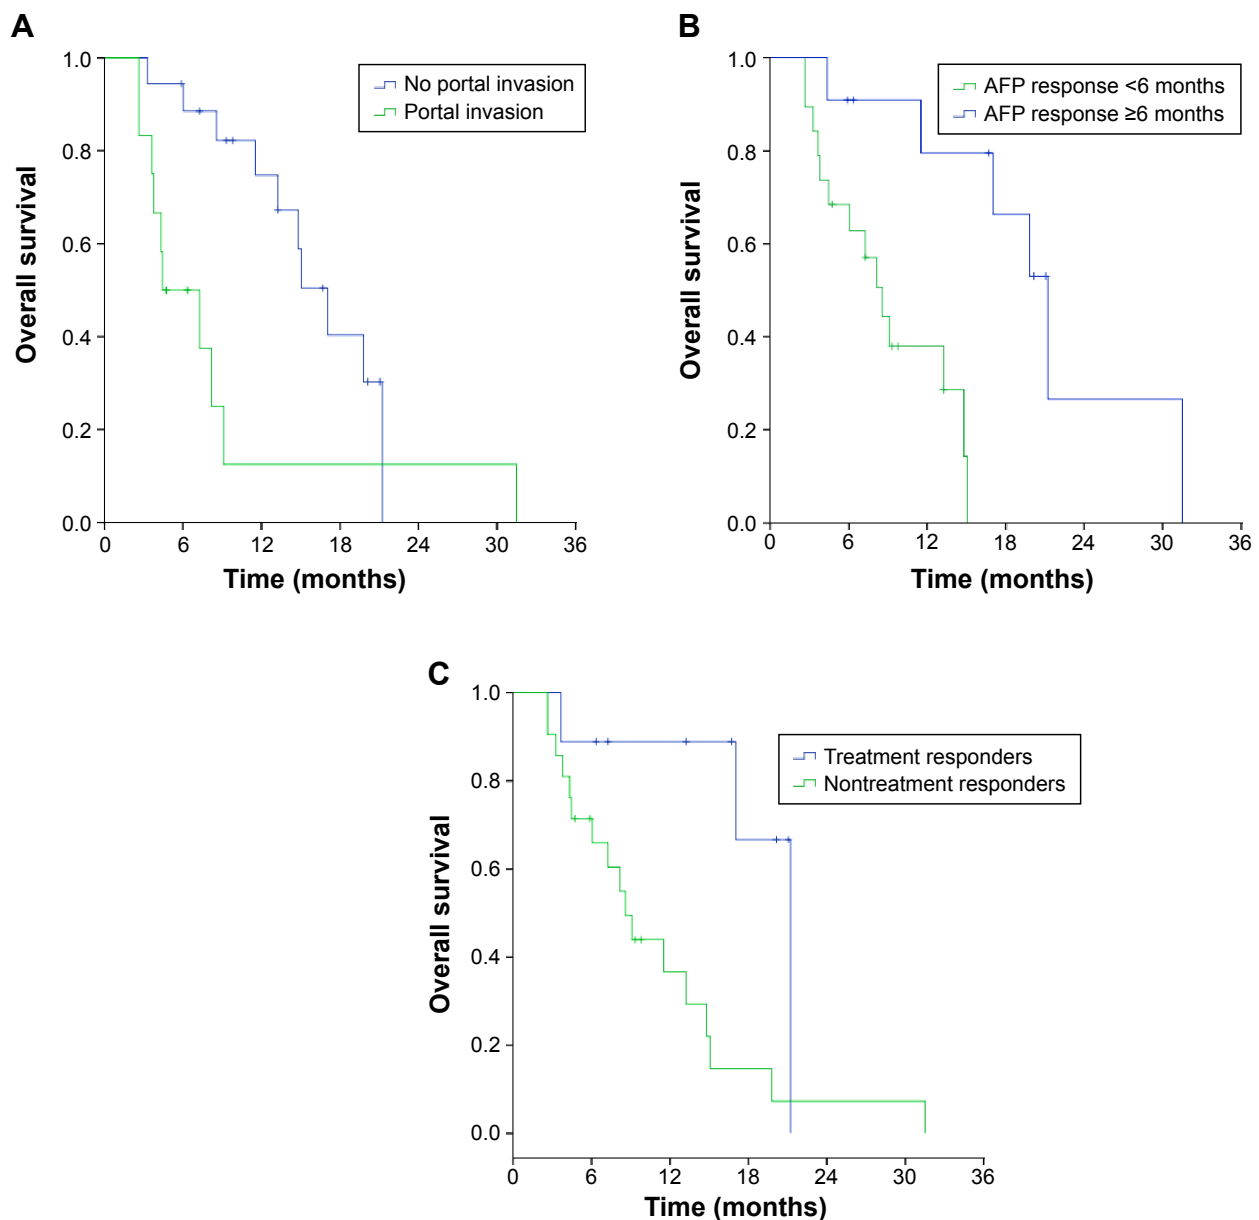 A
1.0
0.8
0.6
0.4
0.2
0.0
Overall survival
No portal invasion
Portal invasion
0 6 12 18 24 30 36
Time (months)
B
1.0
0.8
0.6
0.4
0.2
0.0
Overall survival
AFP response <6 months
AFP response ≥6 months
0 6 12 18 24 30 36
Time (months)
C
1.0
0.8
0.6
0.4
0.2
0.0
Overall survival
Treatment responders
Nontreatment responders
0 6 12 18 24 30 36
Time (months)